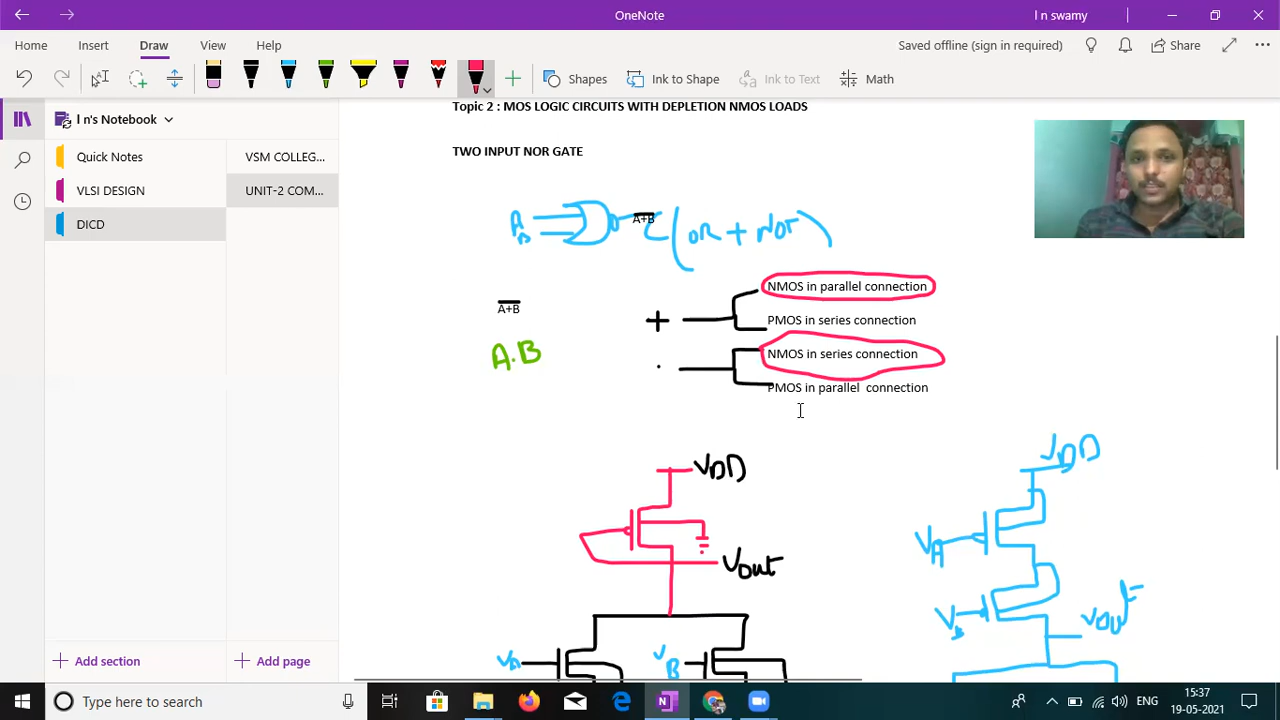 OneNote
l n swamy
Home
Insert
Draw
View
Help
Saved offline (sign in required)
Share
Shapes
Ink to Shape
Ink to Text
Math
l n's Notebook
Quick Notes
VLSI DESIGN
DICD
VSM COLLEG...
UNIT-2 COM...
Add section
Add page
Topic 2 : MOS LOGIC CIRCUITS WITH DEPLETION NMOS LOADS
TWO INPUT NOR GATE
A
B
A+B
(OR + NOT)
A+B
A.B
+
NMOS in parallel connection
PMOS in series connection
.
NMOS in series connection
PMOS in parallel  connection
VDD
Vout
VA
VB
VDD
VA
Vout
Type here to search
ENG
15:37
19-05-2021